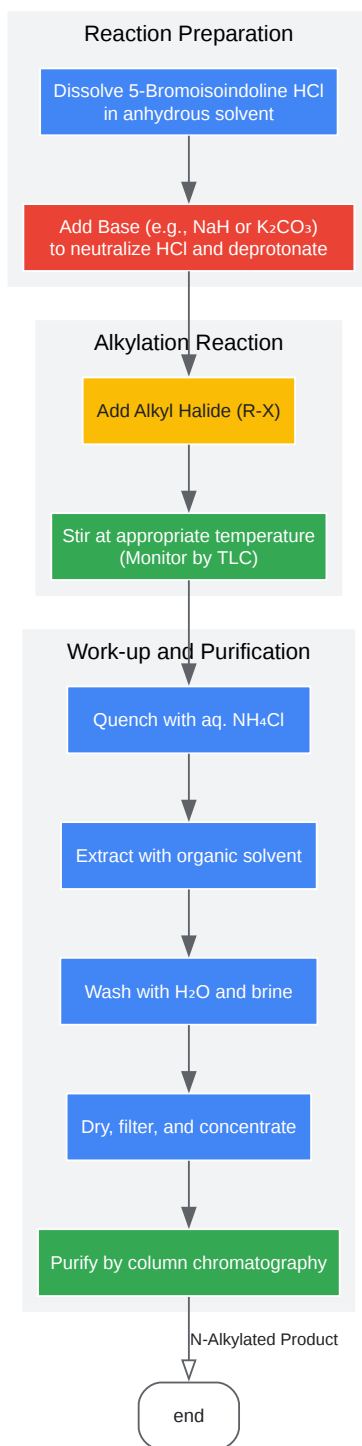 Reaction Preparation
Dissolve 5-Bromoisoindoline HCl
in anhydrous solvent
Add Base (e.g., NaH or K₂CO₃)
to neutralize HCl and deprotonate
Alkylation Reaction
Add Alkyl Halide (R-X)
Stir at appropriate temperature
(Monitor by TLC)
Work-up and Purification
Quench with aq. NH₄Cl
Extract with organic solvent
Wash with H₂O and brine
Dry, filter, and concentrate
Purify by column chromatography
N-Alkylated Product
end